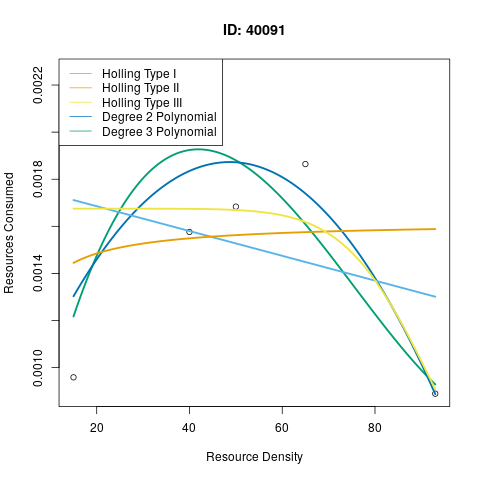 ID: 40091
Holling Type I
Holling Type II
Holling Type III
Degree 2 Polynomial
Degree 3 Polynomial
Resources Consumed
0.0022
0.0018
0.0014
0.0010
20 40 60 80
Resource Density